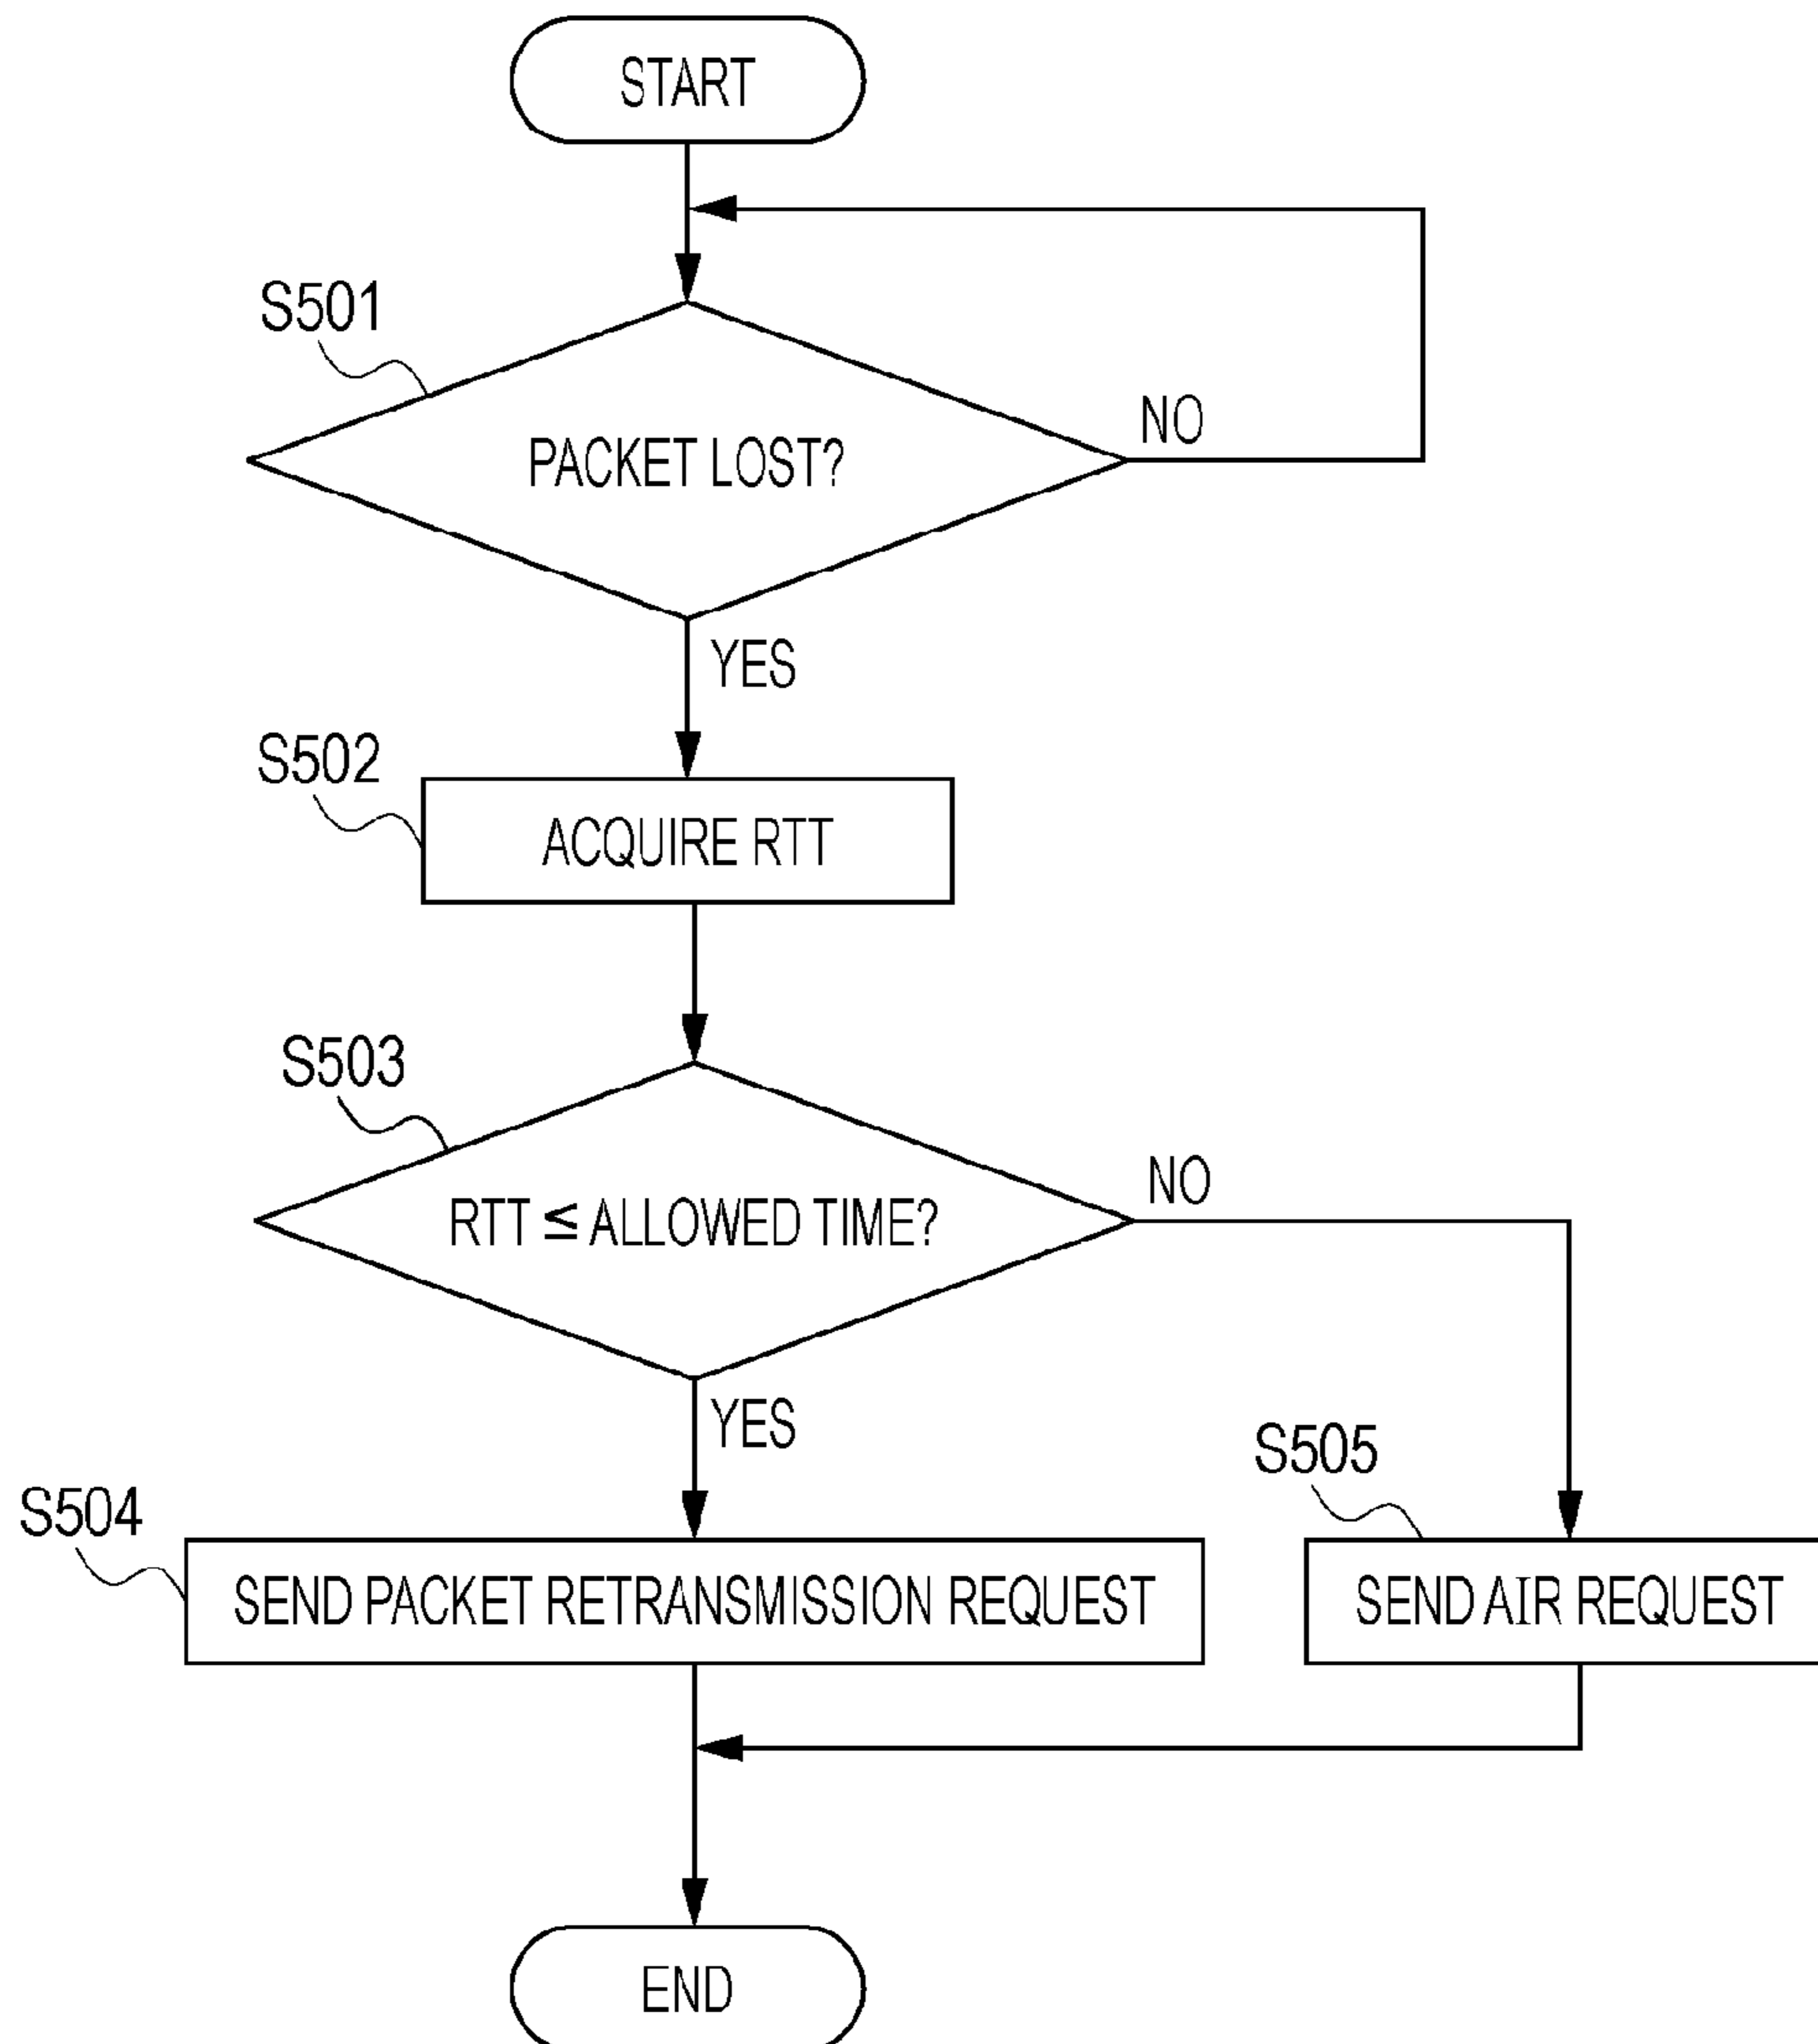 START
S501
PACKET LOST?
NO
YES
S502
ACQUIRE RTT
S503
RTT ≤ ALLOWED TIME?
NO
YES
S504
SEND PACKET RETRANSMISSION REQUEST
S505
SEND AIR REQUEST
END